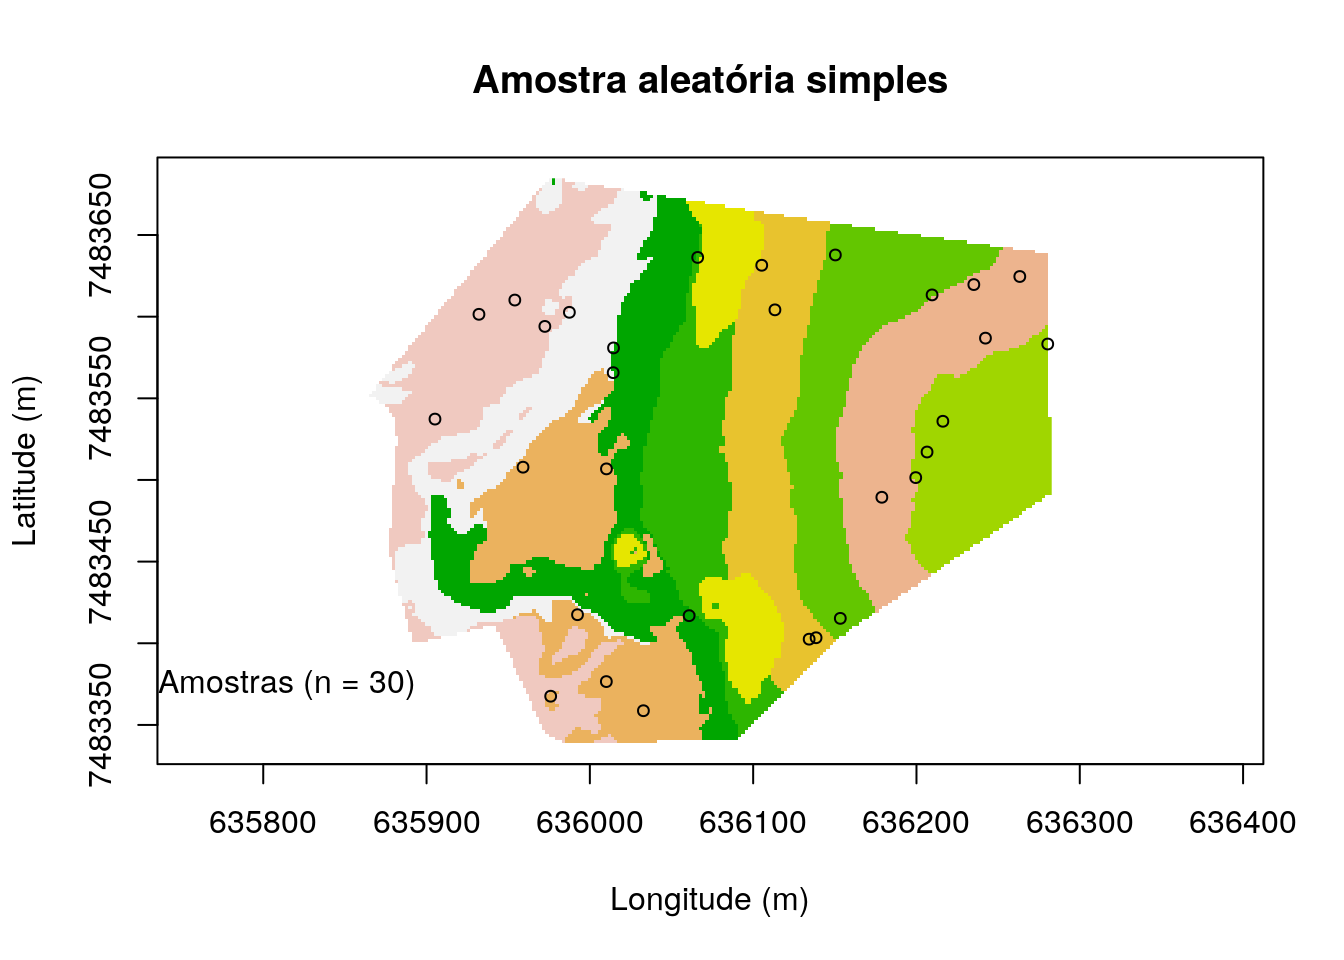 Amostra aleatória simples
Latitude (m)
7483650
7483550
7483450
7483350
Amostras (n = 30)
635800 635900 636000 636100 636200 636300 636400
Longitude (m)